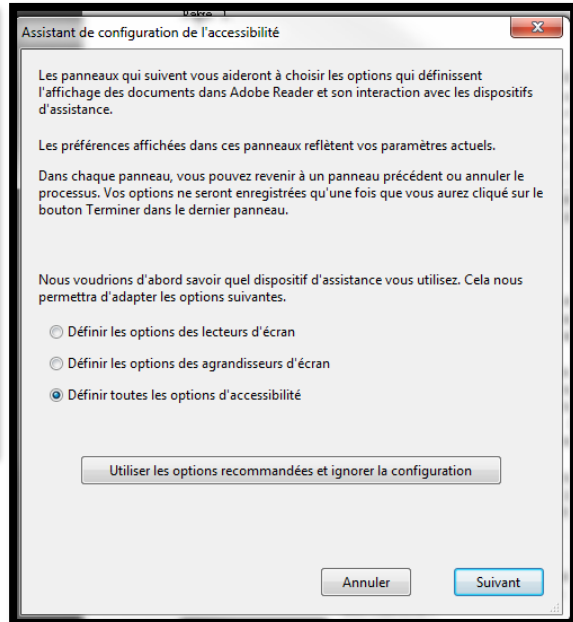 Assistant de configuration de l'accessibilité
Les panneaux qui suivent vous aideront à choisir les options qui définissent
l'affichage des documents dans Adobe Reader et son interaction avec les dispositifs
d'assistance.
Les préférences affichées dans ces panneaux reflètent vos paramètres actuels.
Dans chaque panneau, vous pouvez revenir à un panneau précédent ou annuler le
processus. Vos options ne seront enregistrées qu'une fois que vous aurez cliqué sur le
bouton Terminer dans le dernier panneau.
Nous voudrions d'abord savoir quel dispositif d'assistance vous utilisez. Cela nous
permettra d'adapter les options suivantes.
Définir les options des lecteurs d'écran
Définir les options des agrandisseurs d'écran
Définir toutes les options d'accessibilité
Utiliser les options recommandées et ignorer la configuration
Annuler
Suivant